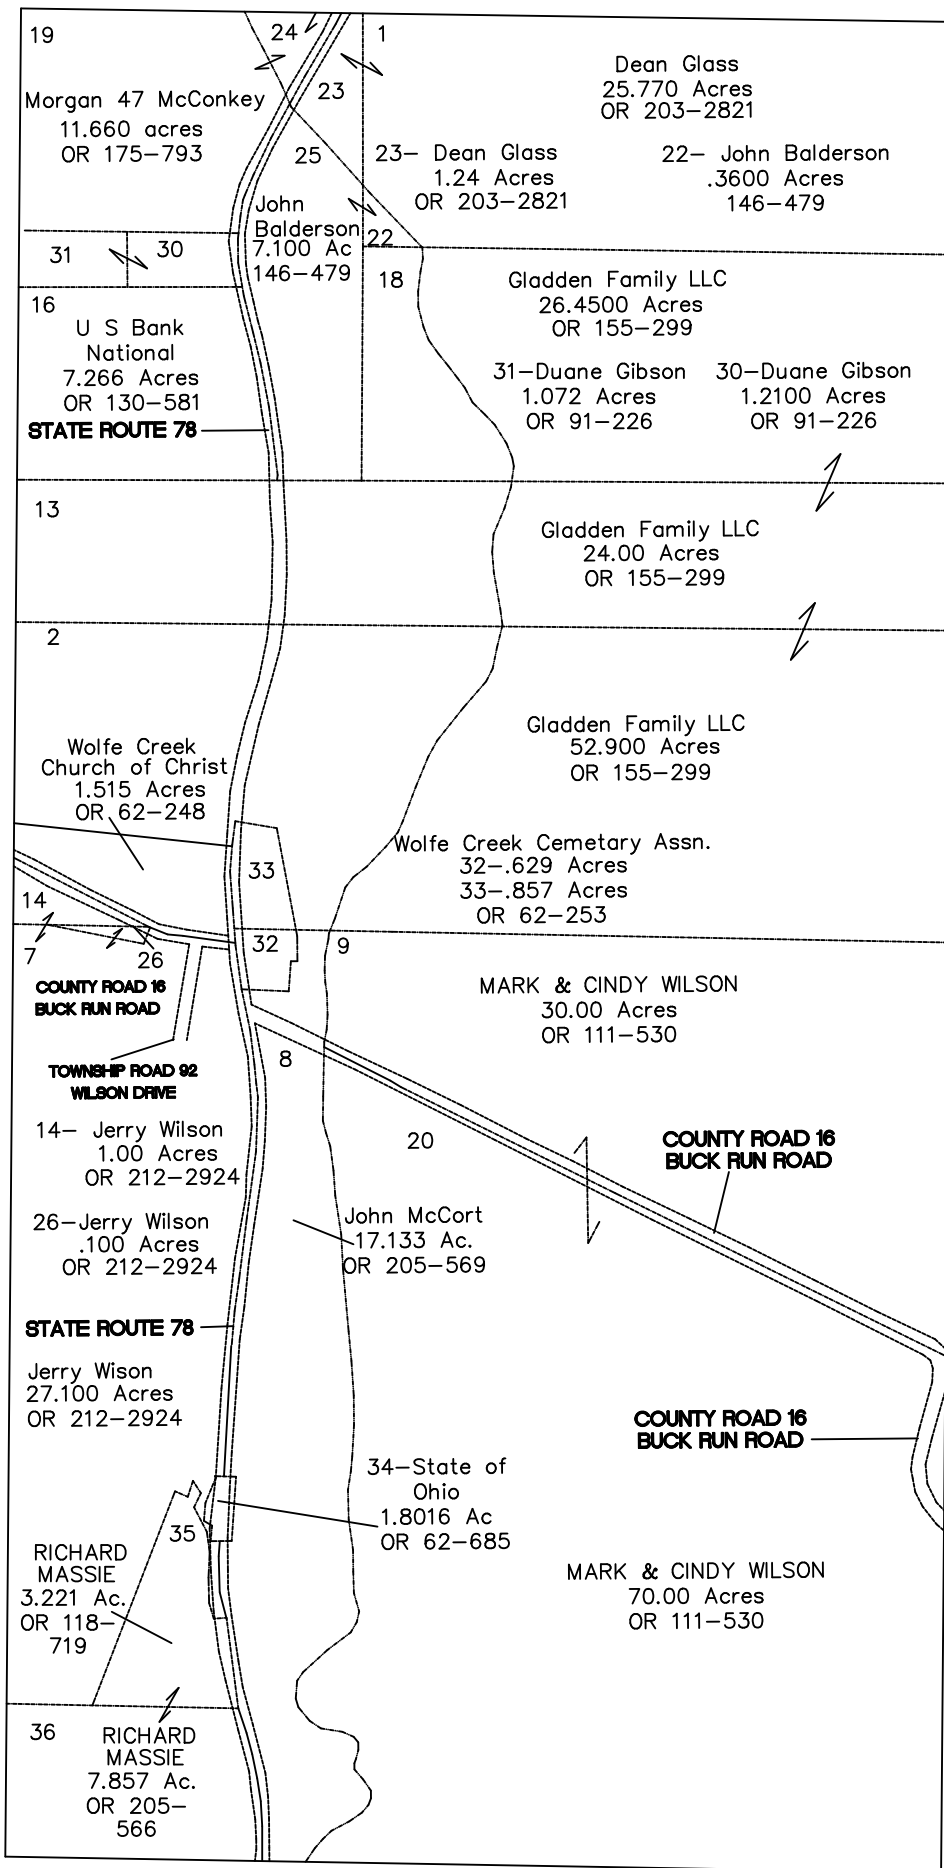 19
24
1
23
Morgan 47 McConkey
11.660 acres
OR 175-793
Dean Glass
25.770 Acres
OR 203-2821
25
23- Dean Glass
1.24 Acres
OR 203-2821
22- John Balderson
.3600 Acres
146-479
John
Balderson
7.100 Ac
146-479
22
31
30
18
16
U S Bank
National
7.266 Acres
OR 130-581
STATE ROUTE 78
Gladden Family LLC
26.4500 Acres
OR 155-299
31-Duane Gibson
1.072 Acres
OR 91-226
30-Duane Gibson
1.2100 Acres
OR 91-226
13
Gladden Family LLC
24.00 Acres
OR 155-299
2
Gladden Family LLC
52.900 Acres
OR 155-299
Wolfe Creek
Church of Christ
1.515 Acres
OR 62-248
33
Wolfe Creek Cemetary Assn.
32-.629 Acres
33-.857 Acres
OR 62-253
14
7
26
32
9
COUNTY ROAD 16
BUCK RUN ROAD
MARK & CINDY WILSON
30.00 Acres
OR 111-530
8
TOWNSHIP ROAD 92
WILSON DRIVE
20
COUNTY ROAD 16
BUCK RUN ROAD
14- Jerry Wilson
1.00 Acres
OR 212-2924
26-Jerry Wilson
.100 Acres
OR 212-2924
John McCort
17.133 Ac.
OR 205-569
STATE ROUTE 78
Jerry Wison
27.100 Acres
OR 212-2924
COUNTY ROAD 16
BUCK RUN ROAD
34-State of
Ohio
1.8016 Ac
OR 62-685
35
RICHARD
MASSIE
3.221 Ac.
OR 118-
719
MARK & CINDY WILSON
70.00 Acres
OR 111-530
36
RICHARD
MASSIE
7.857 Ac.
OR 205-
566